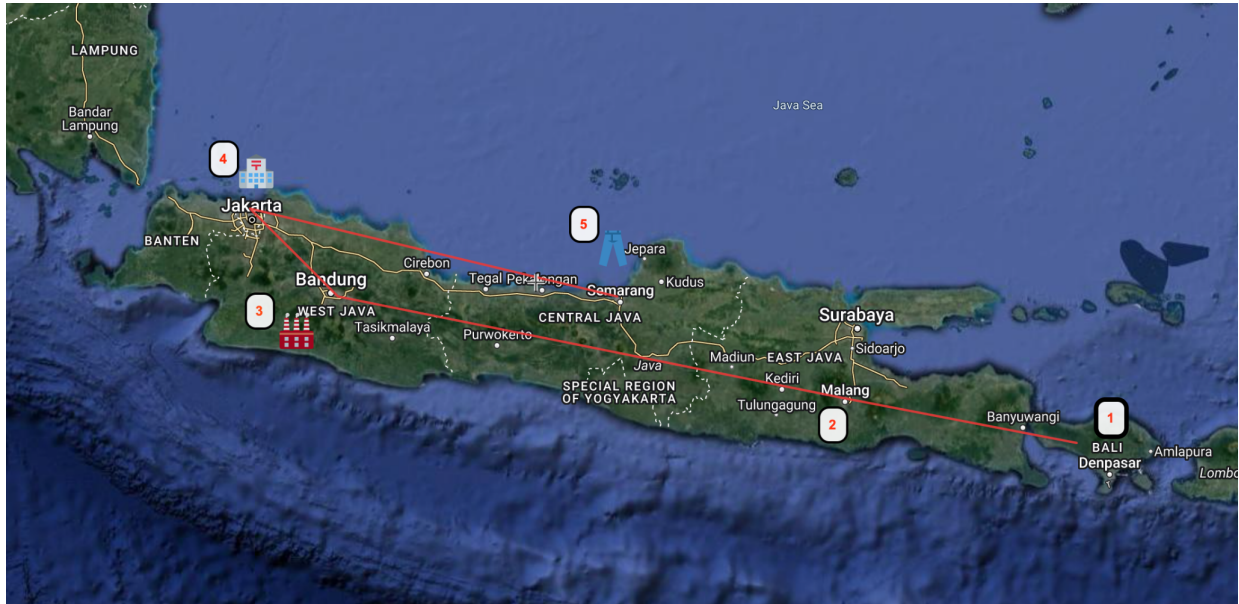 LAMPUNG
Bandar
Lampung
Java Sea
4
〒
Jakarta
BANTEN
5
Jepara
Cirebon
Tegal
Kudus
Bandung
Semarang
3
WEST JAVA
CENTRAL JAVA
Surabaya
Tasikmalaya
Purwokerto
Sidoarjo
Java
Madiun
EAST JAVA
Kediri
SPECIAL REGION
OF YOGYAKARTA
Malang
Tulungagung
2
Banyuwangi
1
BALI
Denpasar
Amlapura